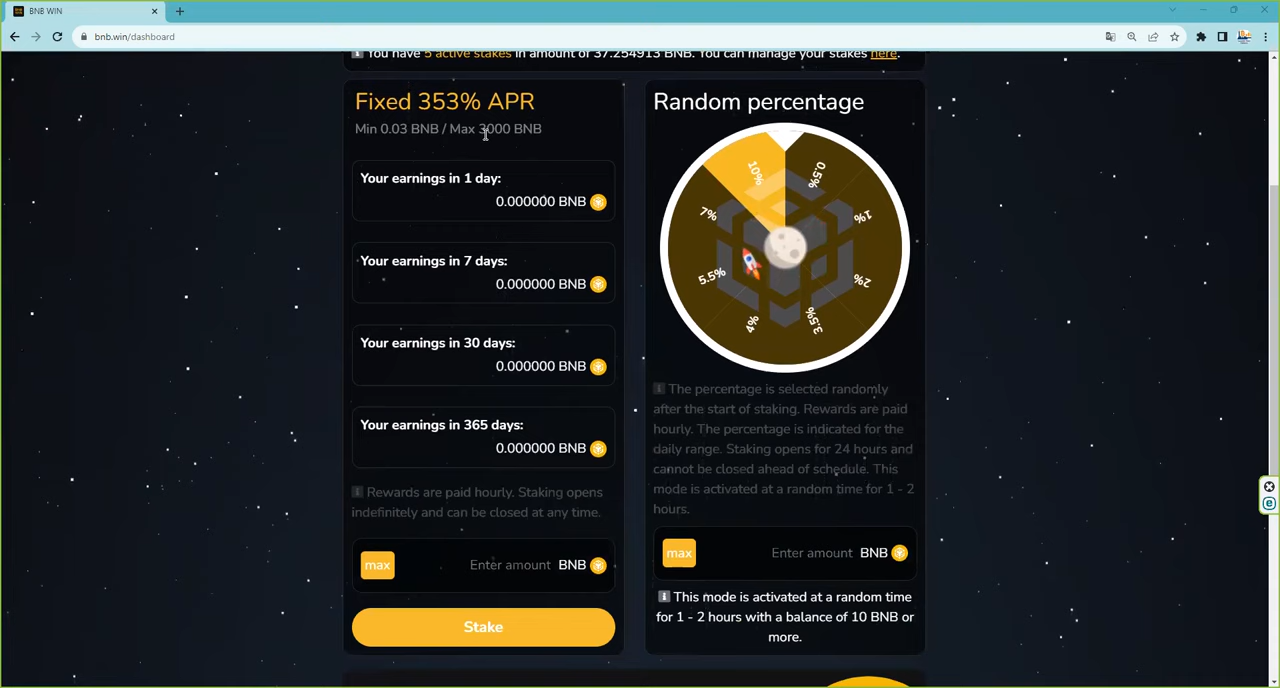 BNB WIN
bnb.win/dashboard
You have 5 active stakes in amount of 37.254913 BNB. You can manage your stakes here.
Fixed 353% APR
Min 0.03 BNB / Max 3000 BNB
Your earnings in 1 day:
0.000000 BNB
Your earnings in 7 days:
0.000000 BNB
Your earnings in 30 days:
0.000000 BNB
Your earnings in 365 days:
0.000000 BNB
Rewards are paid hourly. Staking opens
indefinitely and can be closed at any time.
max Enter amount BNB
Stake
Random percentage
10%
0.5%
7%
1%
5.5%
2%
4%
3.5%
The percentage is selected randomly
after the start of staking. Rewards are paid
hourly. The percentage is indicated for the
daily range. Staking opens for 24 hours and
cannot be closed ahead of schedule. This
mode is activated at a random time for 1 - 2
hours.
max Enter amount BNB
This mode is activated at a random time
for 1 - 2 hours with a balance of 10 BNB or
more.